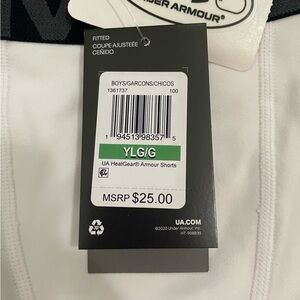 UNDER ARMOUR
FITTED
COUPE AJUSTÉE
CEÑIDO
BOYS/GARCONS/CHICOS
1361737 100
1 94513 98357 5
YLG/G
UA HeatGear® Armour Shorts
MSRP $25.00
UA.COM
©2020 Under Armour, Inc.